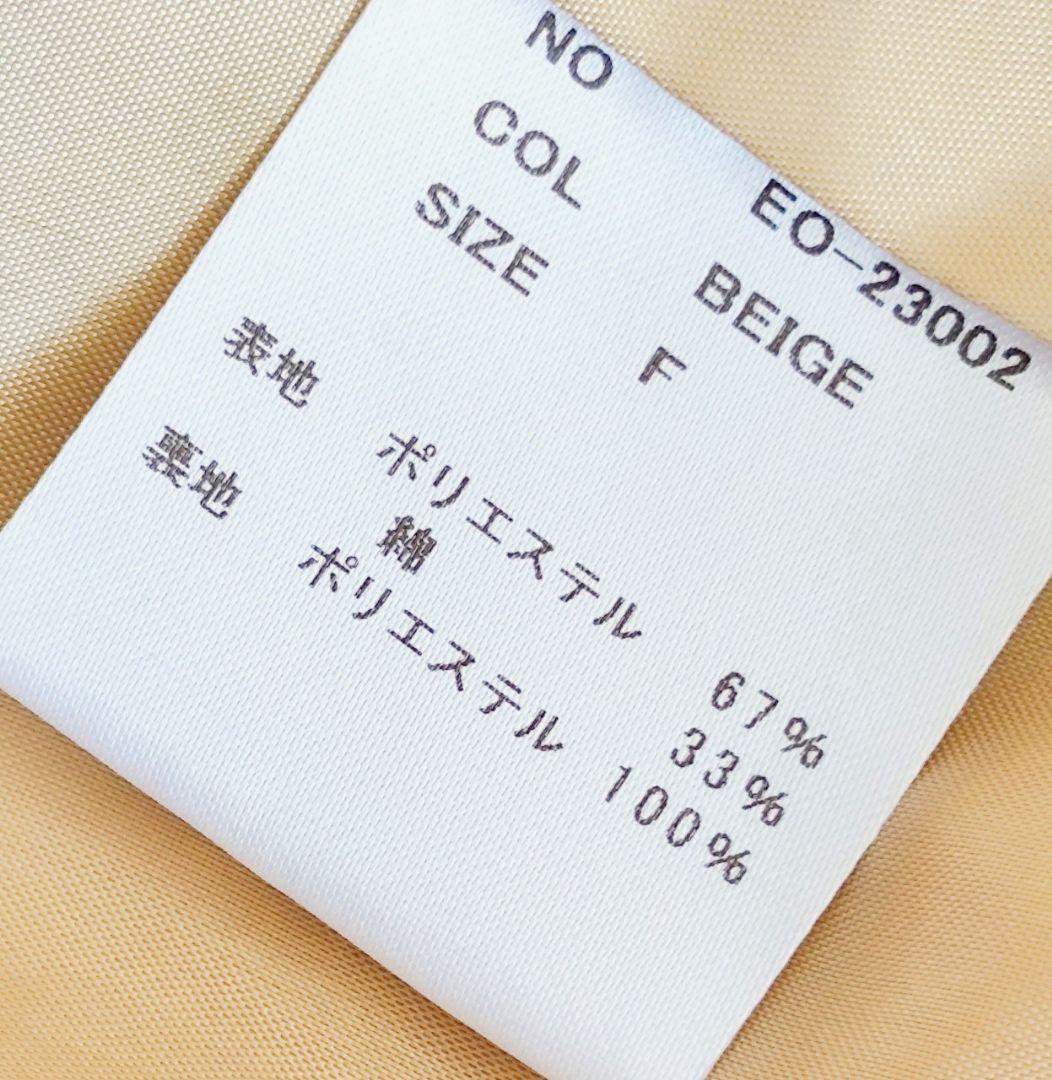 NO EO-23002
COL BEIGE
SIZE F
表地 ポリエステル 67%
綿 33%
裏地 ポリエステル 100%